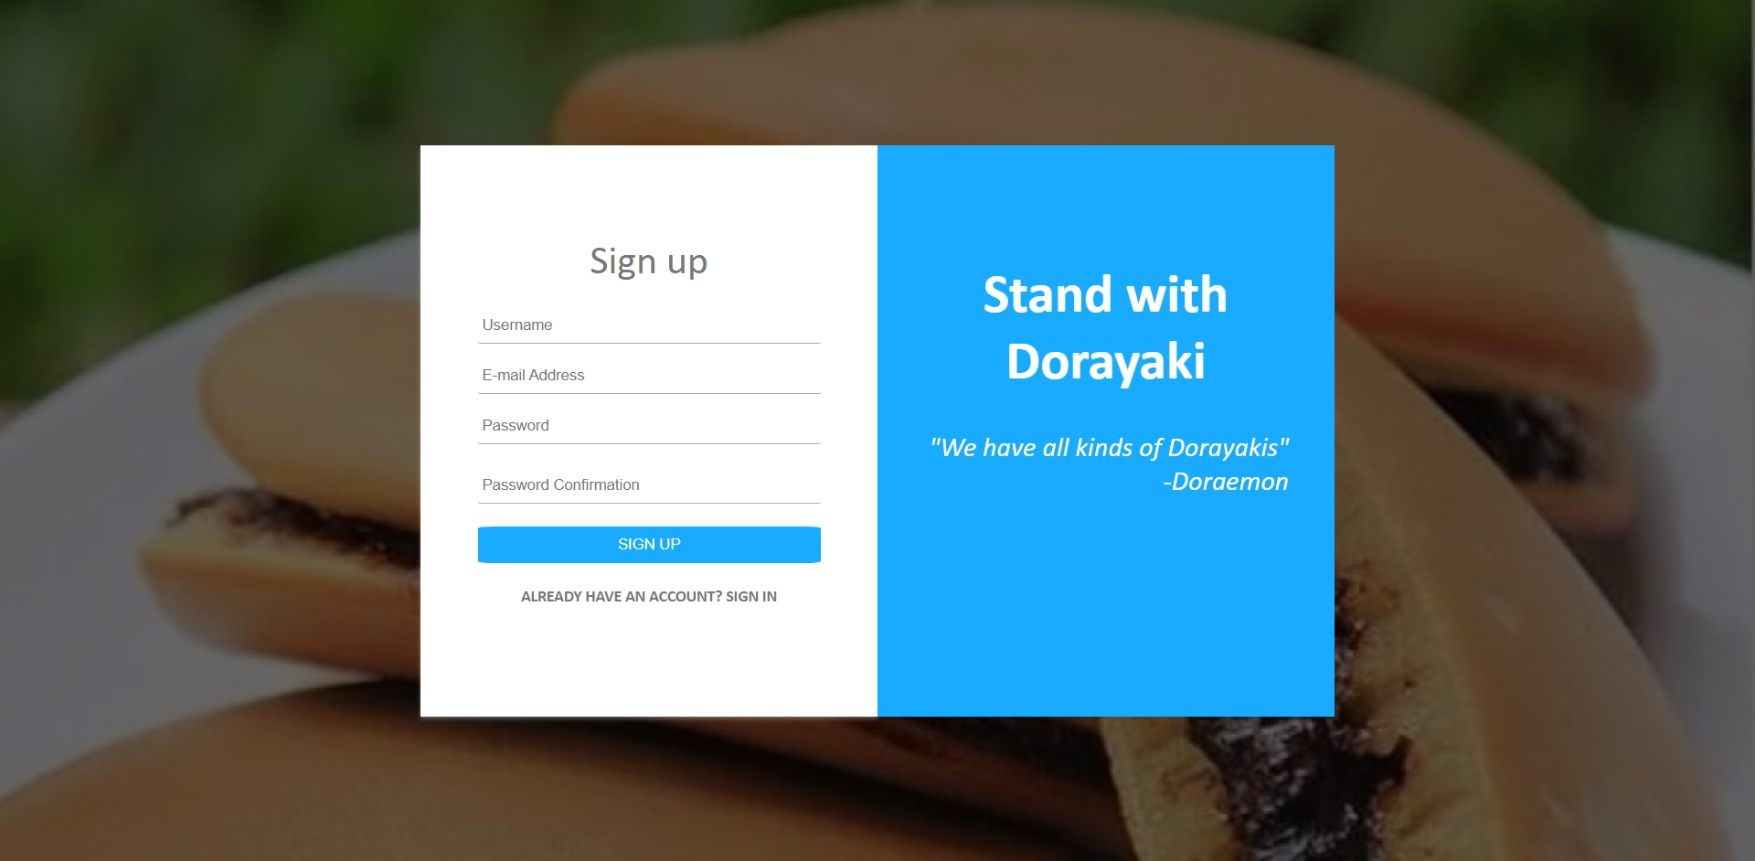 Sign up
Username
E-mail Address
Password
Password Confirmation
SIGN UP
ALREADY HAVE AN ACCOUNT? SIGN IN
Stand with
Dorayaki
"We have all kinds of Dorayakis"
-Doraemon